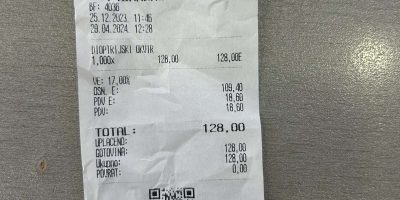 BF: 4036
25.12.2023 11:46
29.04.2024 12:28
DIOPTRIJSKI OKVIR
1,000x 128,00 128,00E
VE: 17,00%
OSN. E: 109,40
PDV E: 18,60
PDV: 18,60
TOTAL: 128,00
UPLAĆENO:
GOTOVINA: 128,00
Ukupno: 128,00
POVRAT: 0,00